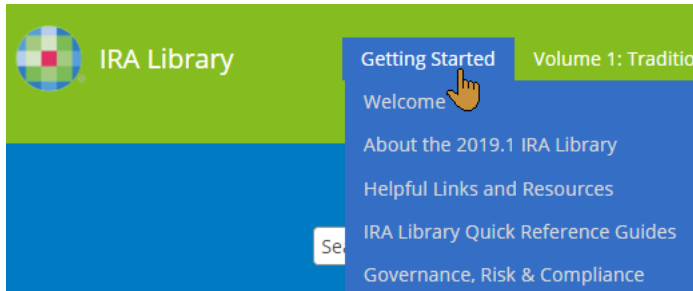 IRA Library
Getting Started
Volume 1: Traditio
Welcome
About the 2019.1 IRA Library
Helpful Links and Resources
IRA Library Quick Reference Guides
Sea
Governance, Risk & Compliance